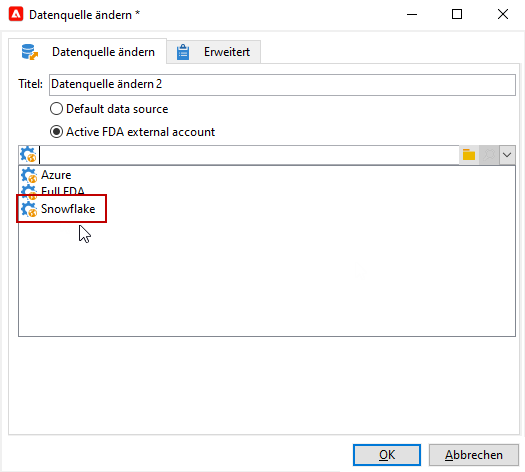 Datenquelle ändern *
Datenquelle ändern Erweitert
Titel: Datenquelle ändern 2
Default data source
Active FDA external account
Azure
Full FDA
Snowflake
OK Abbrechen